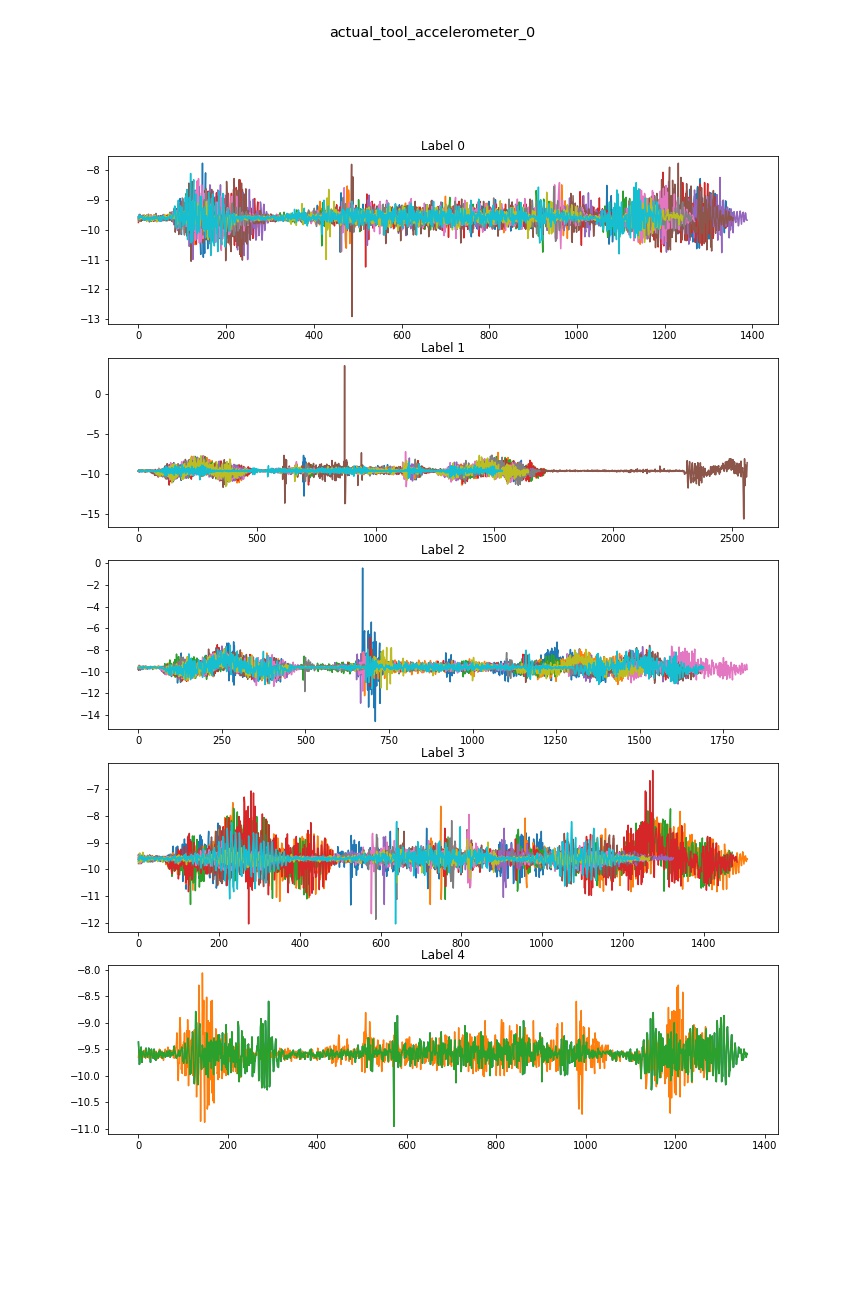 actual_tool_accelerometer_0
Label 0
−8
−9
−10
−11
−12
−13
0 200 400 600 800 1000 1200 1400
Label 1
0
−5
−10
−15
0 500 1000 1500 2000 2500
Label 2
0
−2
−4
−6
−8
−10
−12
−14
0 250 500 750 1000 1250 1500 1750
Label 3
−7
−8
−9
−10
−11
−12
0 200 400 600 800 1000 1200 1400
Label 4
−8.0
−8.5
−9.0
−9.5
−10.0
−10.5
−11.0
0 200 400 600 800 1000 1200 1400